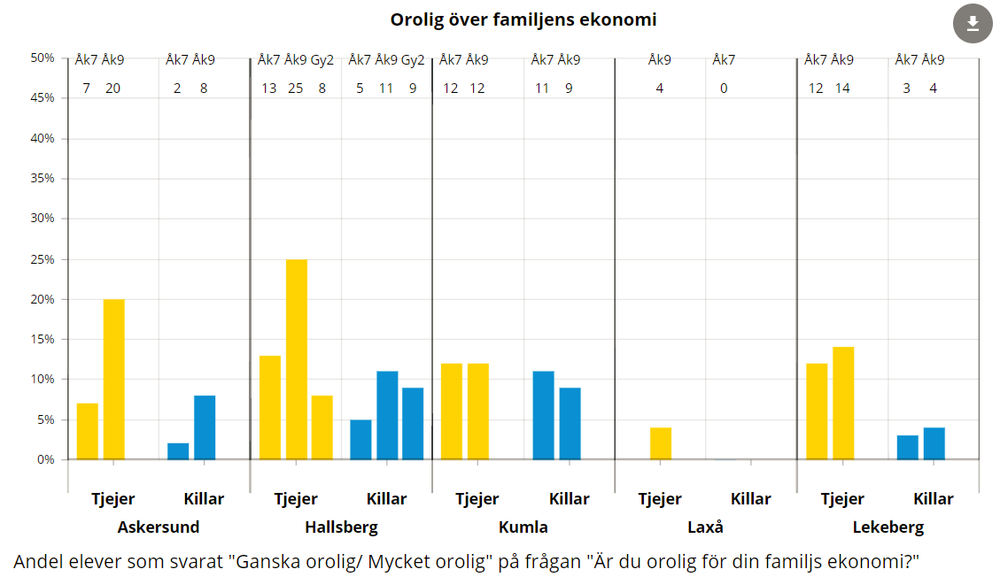 Orolig över familjens ekonomi
50% Åk7 Åk9 Åk7 Åk9 Åk7 Åk9 Gy2 Åk7 Åk9 Gy2 Åk7 Åk9 Åk7 Åk9 Åk9 Åk7 Åk7 Åk9 Åk7 Åk9
7 20 2 8 13 25 8 5 11 9 12 12 11 9 4 0 12 14 3 4
45%
40%
35%
30%
25%
20%
15%
10%
5%
0%
Tjejer Killar Tjejer Killar Tjejer Killar Tjejer Killar Tjejer Killar
Askersund Hallsberg Kumla Laxå Lekeberg
Andel elever som svarat "Ganska orolig/ Mycket orolig" på frågan "Är du orolig för din familjs ekonomi?"